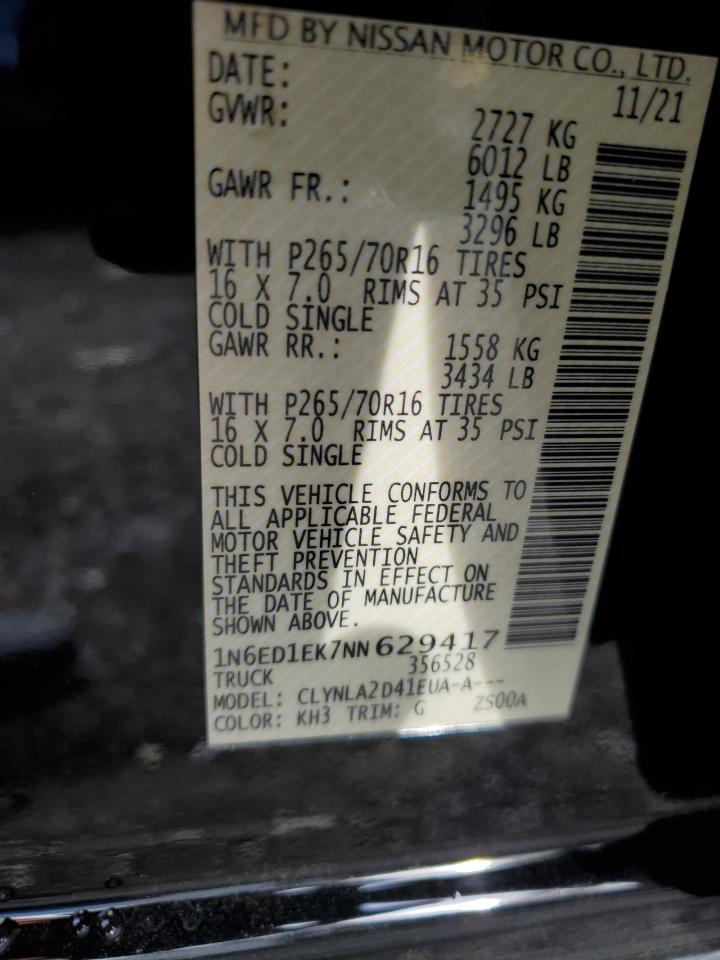 MFD BY NISSAN MOTOR CO., LTD.
DATE: 11/21
GVWR: 2727 KG
6012 LB
GAWR FR.: 1495 KG
3296 LB
WITH P265/70R16 TIRES
16 X 7.0 RIMS AT 35 PSI
COLD SINGLE
GAWR RR.: 1558 KG
3434 LB
WITH P265/70R16 TIRES
16 X 7.0 RIMS AT 35 PSI
COLD SINGLE
THIS VEHICLE CONFORMS TO
ALL APPLICABLE FEDERAL
MOTOR VEHICLE SAFETY AND
THEFT PREVENTION
STANDARDS IN EFFECT ON
THE DATE OF MANUFACTURE
SHOWN ABOVE.
1N6ED1EK7NN629417
TRUCK 356528
MODEL: CLYNLA2D41EUA-A---
COLOR: KH3 TRIM: G ZS00A